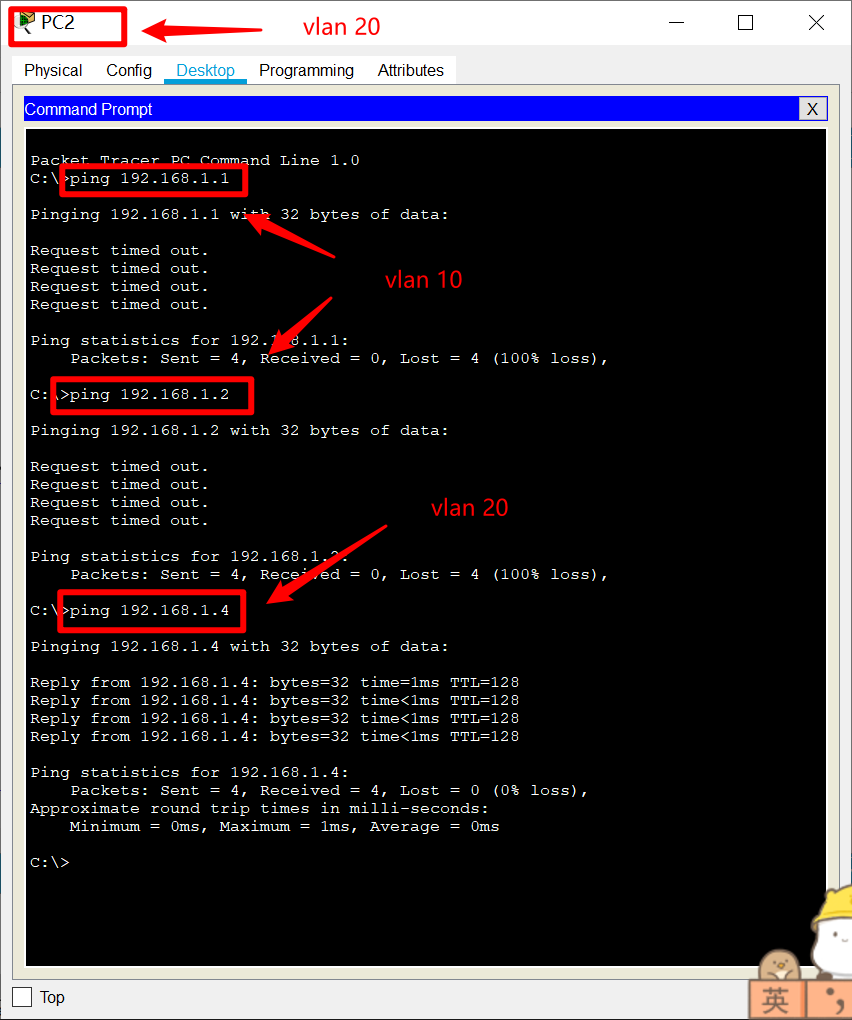 PC2
vlan 20
Physical Config Desktop Programming Attributes
Command Prompt
X
Packet Tracer PC Command Line 1.0
C:\>ping 192.168.1.1
Pinging 192.168.1.1 with 32 bytes of data:
Request timed out.
Request timed out.
vlan 10
Request timed out.
Request timed out.
Ping statistics for 192.168.1.1:
Packets: Sent = 4, Received = 0, Lost = 4 (100% loss),
C:\>ping 192.168.1.2
Pinging 192.168.1.2 with 32 bytes of data:
Request timed out.
Request timed out.
Request timed out.
vlan 20
Request timed out.
Ping statistics for 192.168.1.2:
Packets: Sent = 4, Received = 0, Lost = 4 (100% loss),
C:\>ping 192.168.1.4
Pinging 192.168.1.4 with 32 bytes of data:
Reply from 192.168.1.4: bytes=32 time=1ms TTL=128
Reply from 192.168.1.4: bytes=32 time<1ms TTL=128
Reply from 192.168.1.4: bytes=32 time<1ms TTL=128
Reply from 192.168.1.4: bytes=32 time<1ms TTL=128
Ping statistics for 192.168.1.4:
Packets: Sent = 4, Received = 4, Lost = 0 (0% loss),
Approximate round trip times in milli-seconds:
Minimum = 0ms, Maximum = 1ms, Average = 0ms
C:\>
Top
英